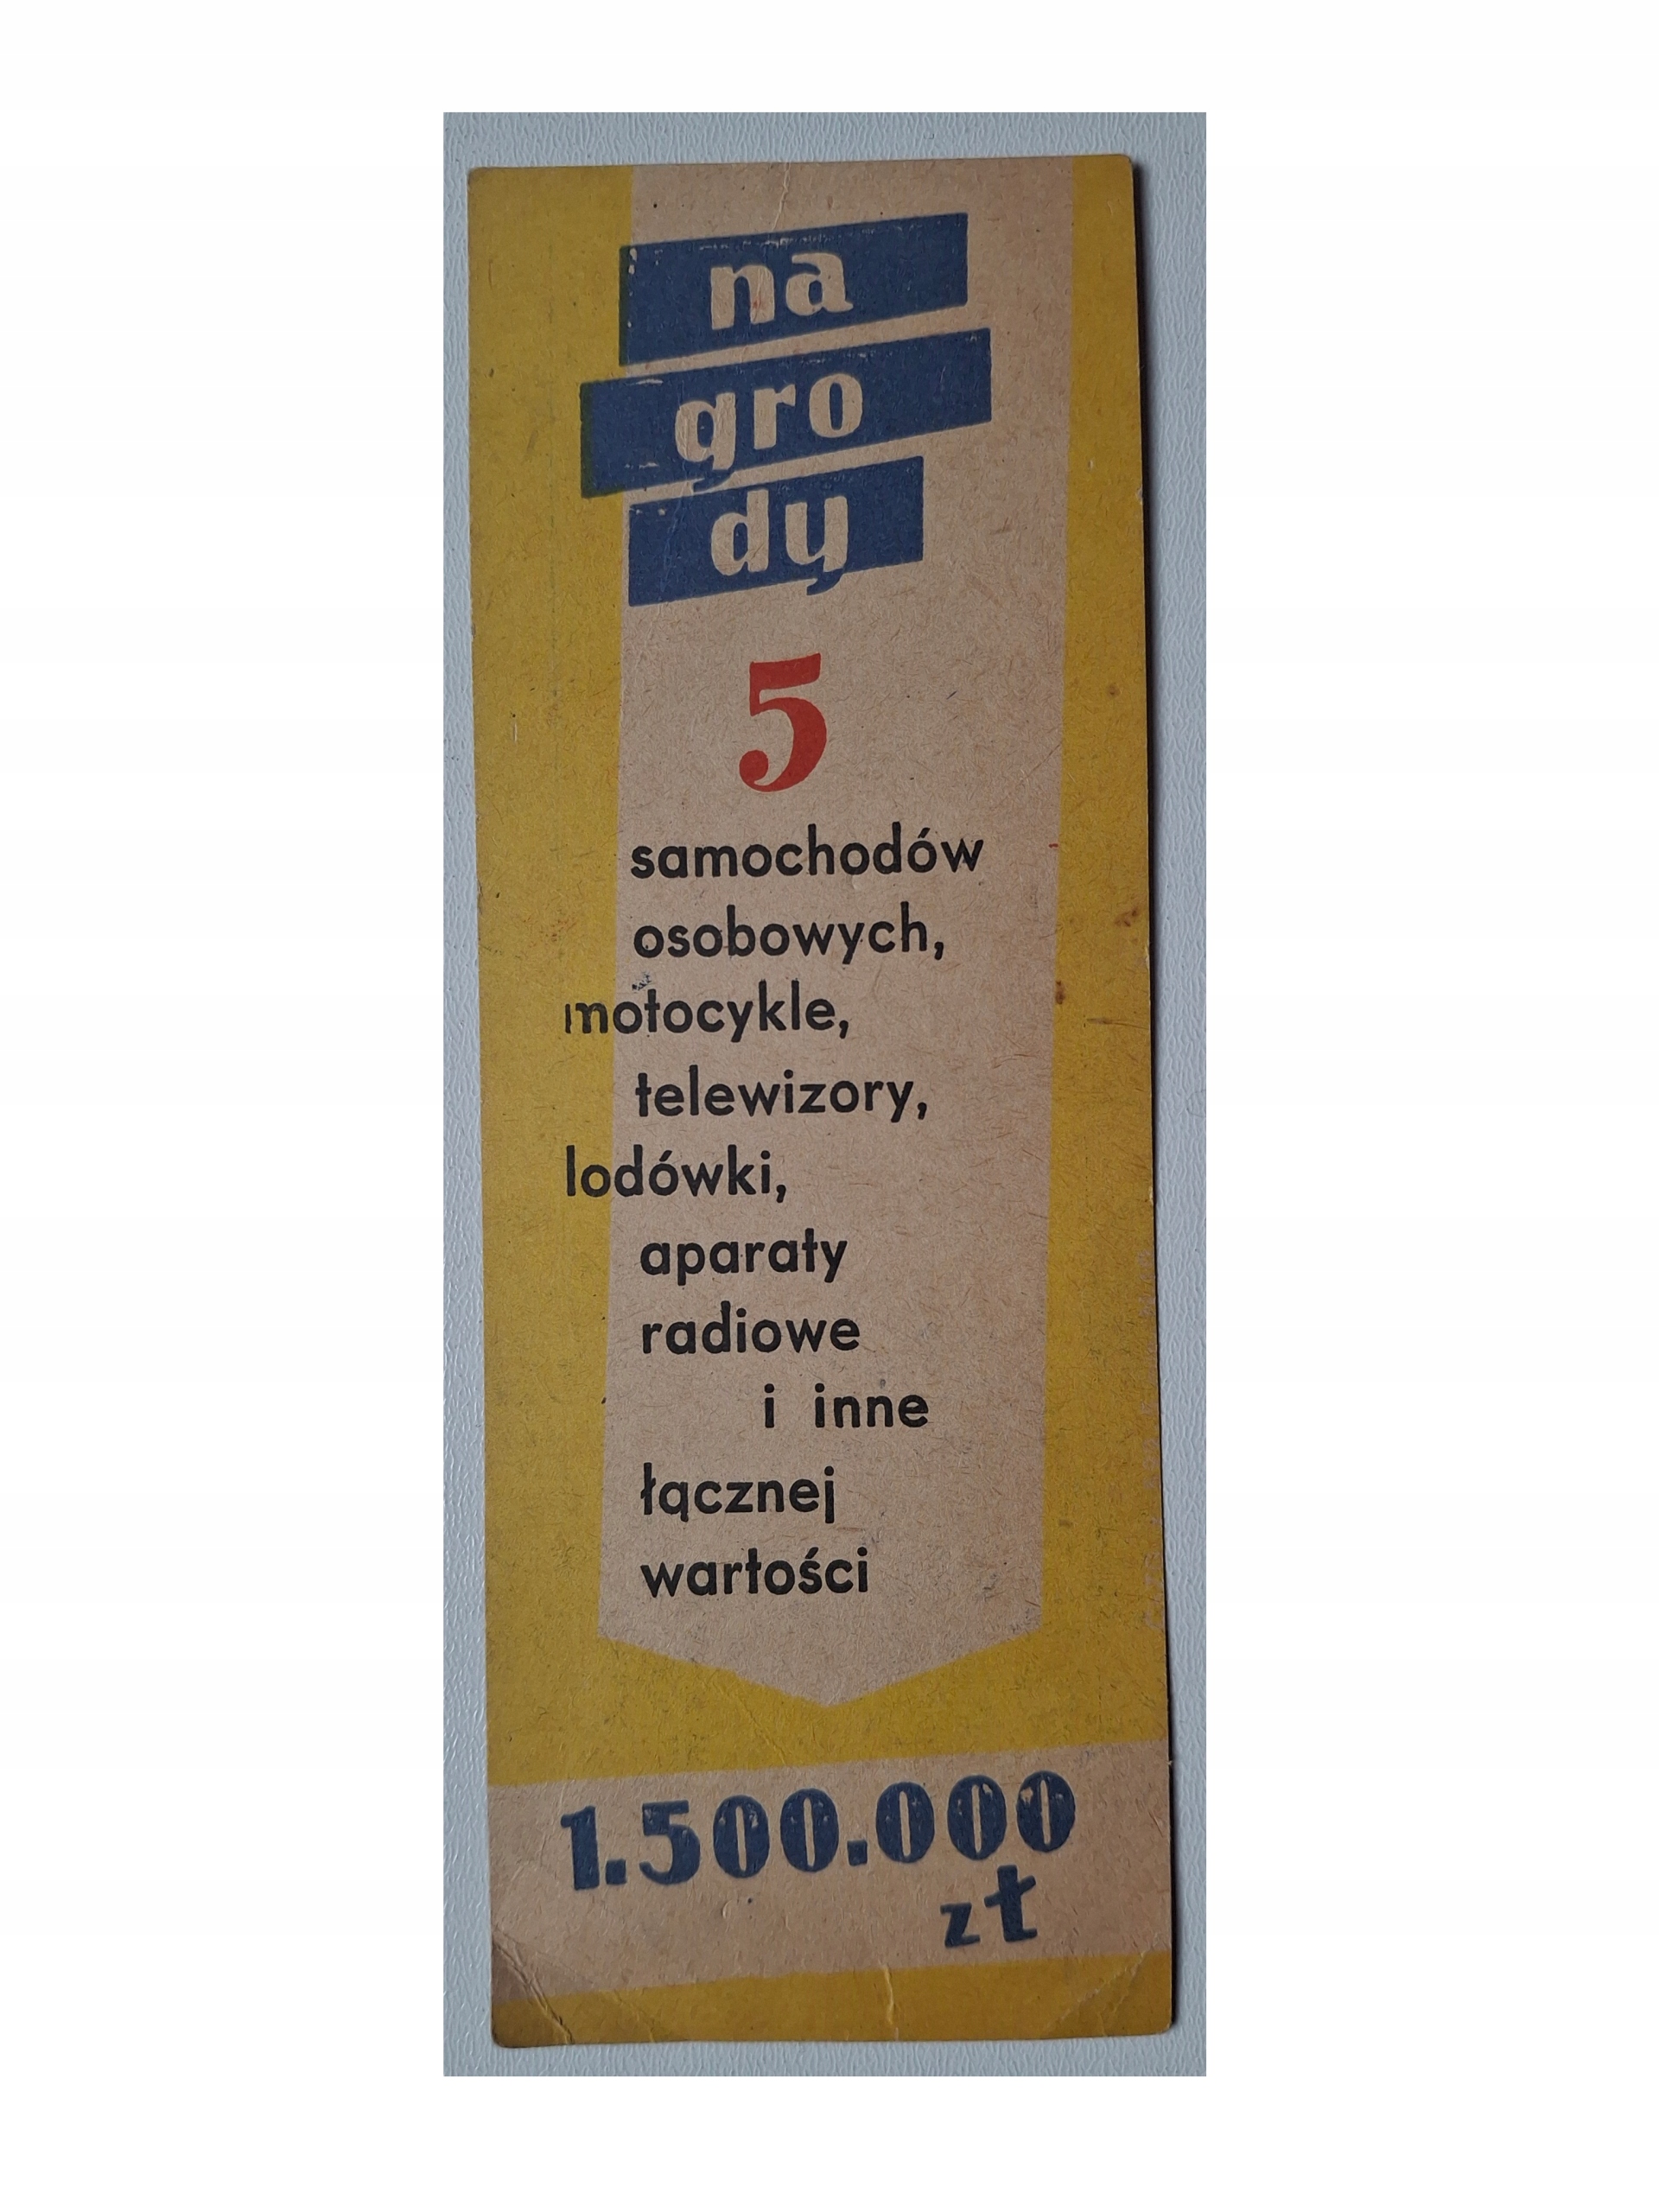 na
gro
dy
5
samochodów
osobowych,
motocykle,
telewizory,
lodówki,
aparaty
radiowe
i inne
łącznej
wartości
1.500.000
zł